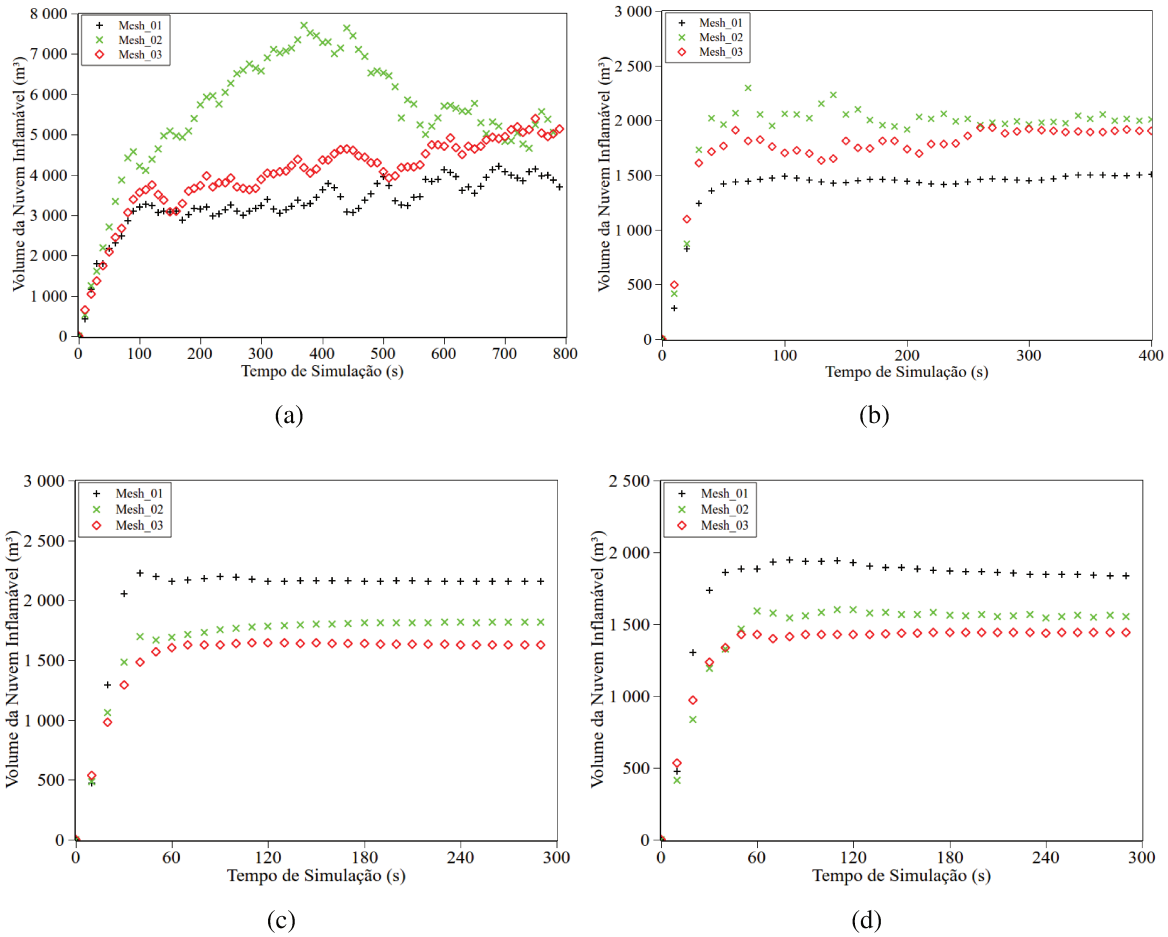 8 000
7 000
6 000
5 000
4 000
3 000
2 000
1 000
0
Volume da Nuvem Inflamável (m³)
Mesh_01
Mesh_02
Mesh_03
0 100 200 300 400 500 600 700 800
Tempo de Simulação (s)
(a)
3 000
2 500
2 000
1 500
1 000
500
0
Volume da Nuvem Inflamável (m³)
Mesh_01
Mesh_02
Mesh_03
0 100 200 300 400
Tempo de Simulação (s)
(b)
3 000
2 500
2 000
1 500
1 000
500
0
Volume da Nuvem Inflamável (m³)
Mesh_01
Mesh_02
Mesh_03
0 60 120 180 240 300
Tempo de Simulação (s)
(c)
2 500
2 000
1 500
1 000
500
0
Volume da Nuvem Inflamável (m³)
Mesh_01
Mesh_02
Mesh_03
0 60 120 180 240 300
Tempo de Simulação (s)
(d)